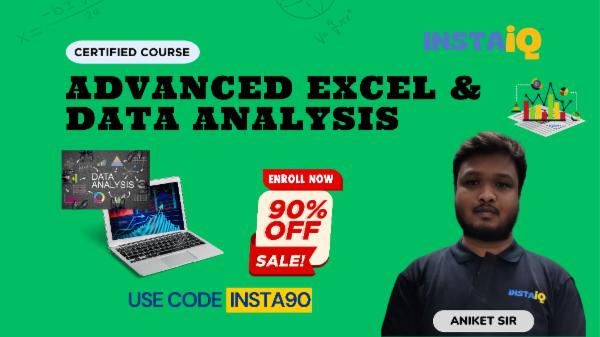 CERTIFIED COURSE
INSTAiQ
ADVANCED EXCEL &
DATA ANALYSIS
DATA
ANALYSIS
ENROLL NOW
90%
OFF
SALE!
USE CODE INSTA90
INSTAiQ
ANIKET SIR